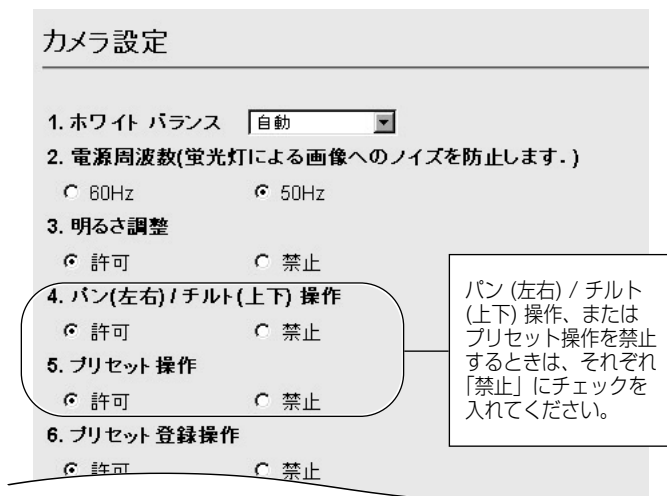 カメラ設定
1. ホワイト バランス 自動
2. 電源周波数(蛍光灯による画像へのノイズを防止します.)
60Hz 50Hz
3. 明るさ調整
許可 禁止
4. パン(左右) / チルト(上下) 操作
許可 禁止
5. プリセット 操作
許可 禁止
6. プリセット 登録操作
許可 禁止
パン (左右) / チルト
(上下) 操作、または
プリセット操作を禁止
するときは、それぞれ
「禁止」にチェックを
入れてください。